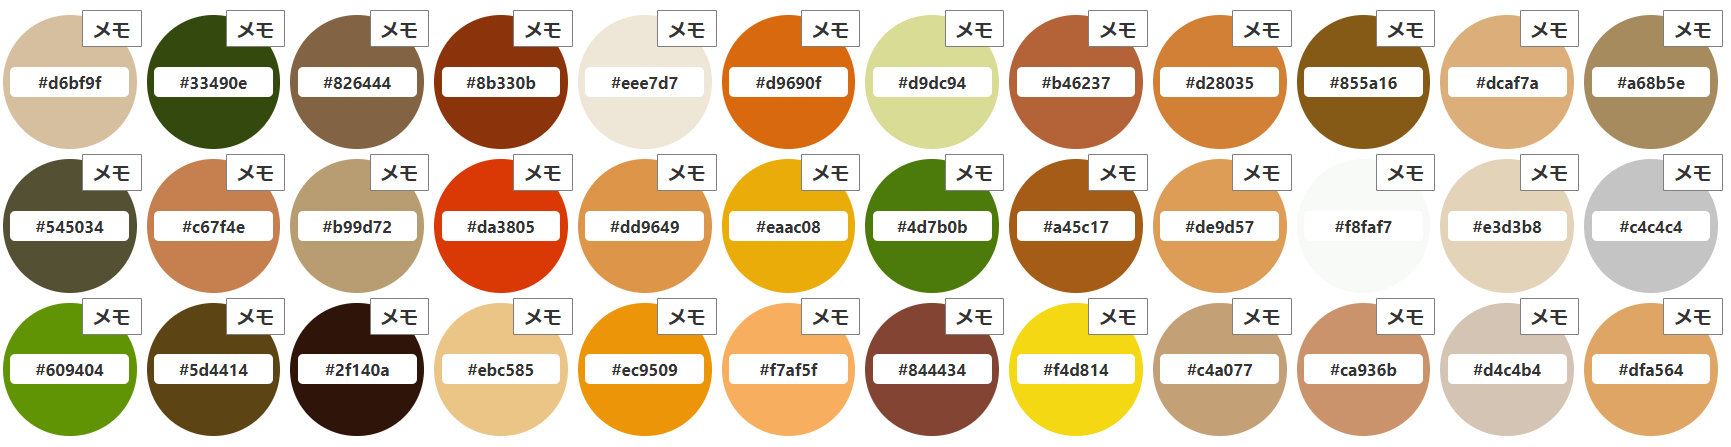 メモ メモ メモ メモ メモ メモ メモ メモ メモ メモ メモ メモ
#d6bf9f #33490e #826444 #8b330b #eee7d7 #d9690f #d9dc94 #b46237 #d28035 #855a16 #dcaf7a #a68b5e
メモ メモ メモ メモ メモ メモ メモ メモ メモ メモ メモ メモ
#545034 #c67f4e #b99d72 #da3805 #dd9649 #eaac08 #4d7b0b #a45c17 #de9d57 #f8faf7 #e3d3b8 #c4c4c4
メモ メモ メモ メモ メモ メモ メモ メモ メモ メモ メモ メモ
#609404 #5d4414 #2f140a #ebc585 #ec9509 #f7af5f #844434 #f4d814 #c4a077 #ca936b #d4c4b4 #dfa564